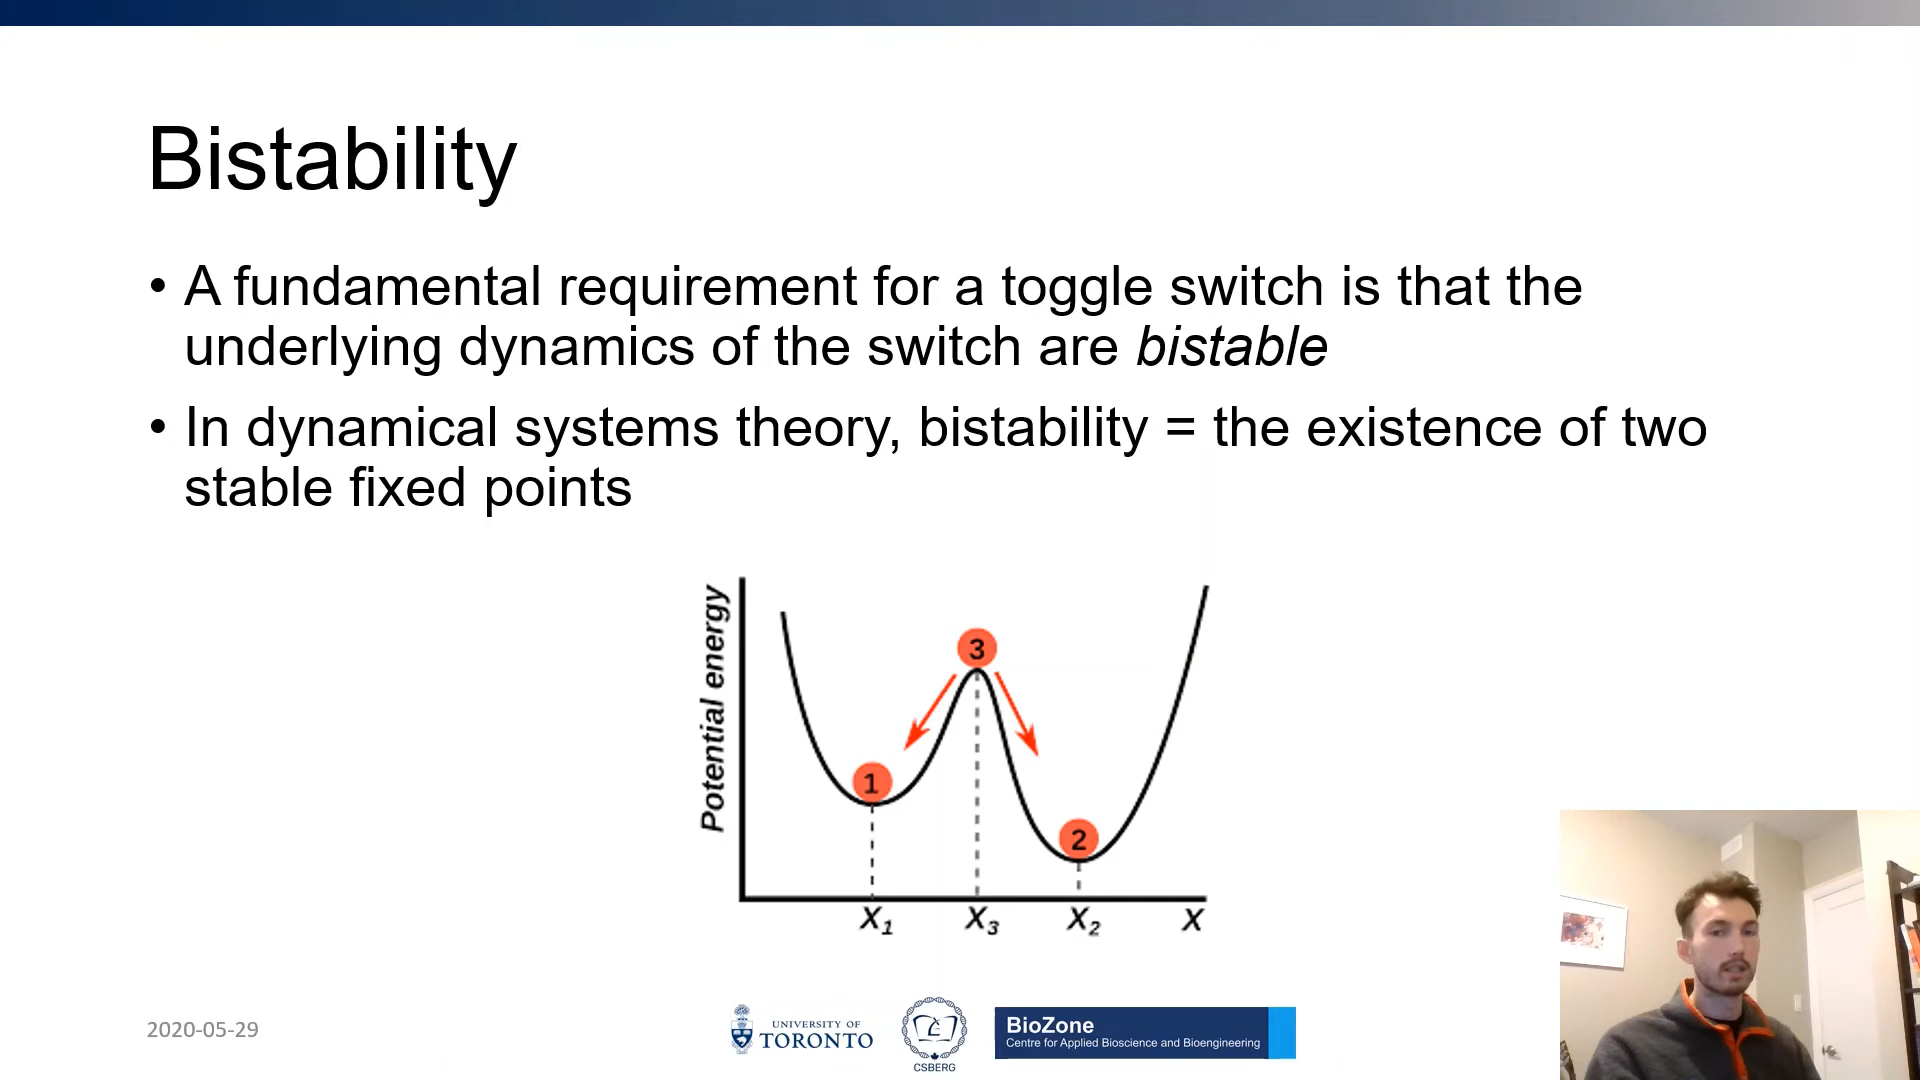 Bistability
• A fundamental requirement for a toggle switch is that the
underlying dynamics of the switch are bistable
• In dynamical systems theory, bistability = the existence of two
stable fixed points
Potential energy
3
1
2
X1
X3
X2
X
2020-05-29
UNIVERSITY OF
TORONTO
CSBERG
BioZone
Centre for Applied Bioscience and Bioengineering